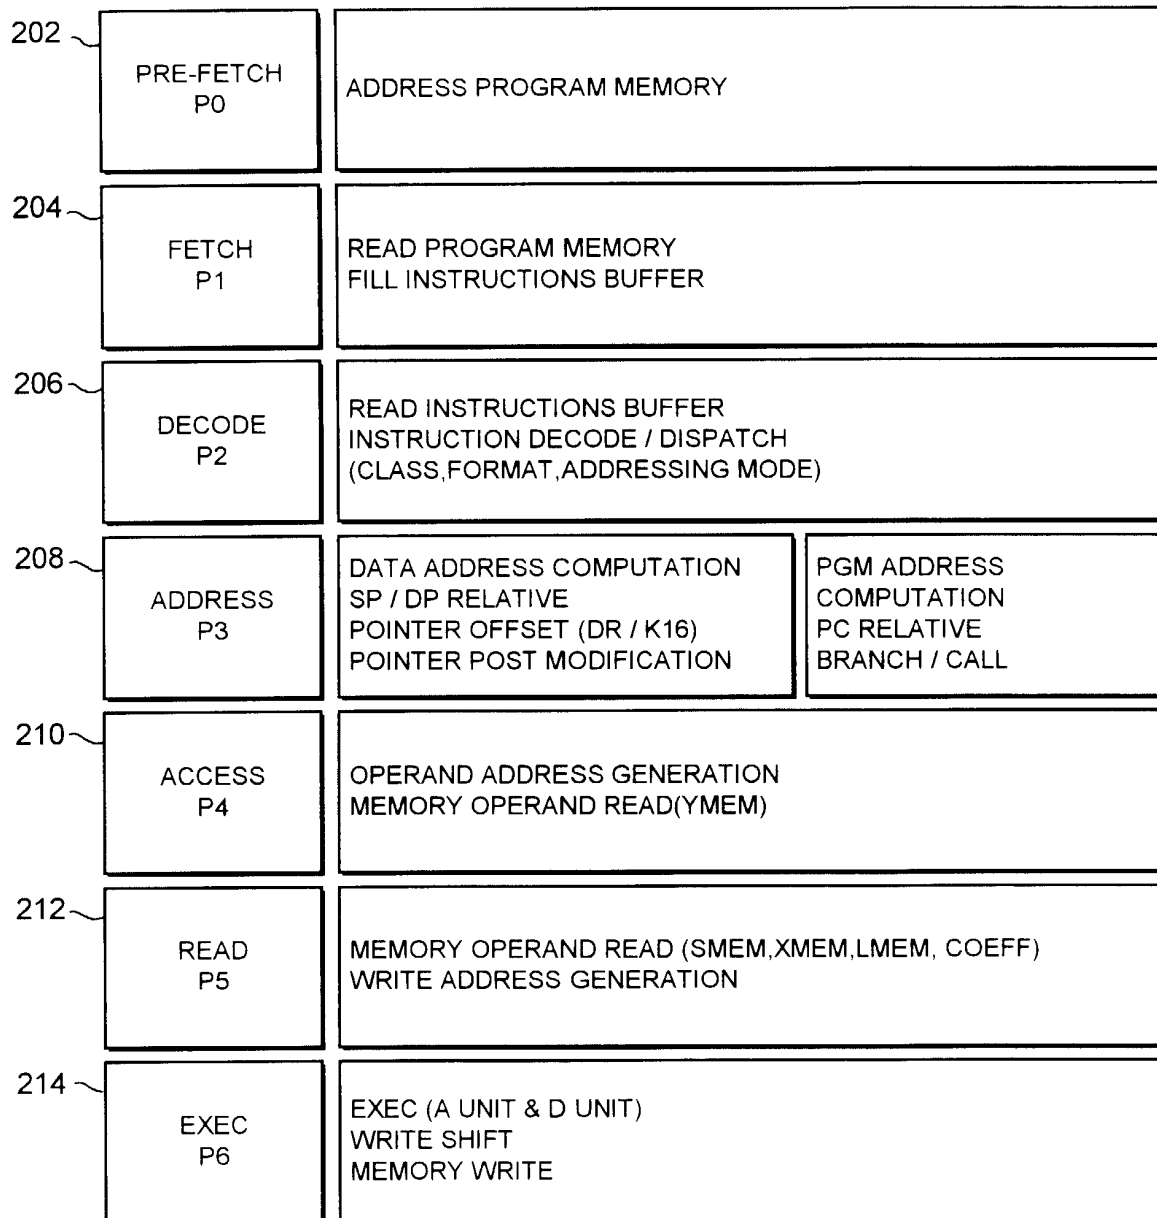 202
PRE-FETCH
P0
ADDRESS PROGRAM MEMORY
204
FETCH
P1
READ PROGRAM MEMORY
FILL INSTRUCTIONS BUFFER
206
DECODE
P2
READ INSTRUCTIONS BUFFER
INSTRUCTION DECODE / DISPATCH
(CLASS,FORMAT,ADDRESSING MODE)
208
ADDRESS
P3
DATA ADDRESS COMPUTATION
SP / DP RELATIVE
POINTER OFFSET (DR / K16)
POINTER POST MODIFICATION
PGM ADDRESS
COMPUTATION
PC RELATIVE
BRANCH / CALL
210
ACCESS
P4
OPERAND ADDRESS GENERATION
MEMORY OPERAND READ(YMEM)
212
READ
P5
MEMORY OPERAND READ (SMEM,XMEM,LMEM, COEFF)
WRITE ADDRESS GENERATION
214
EXEC
P6
EXEC (A UNIT & D UNIT)
WRITE SHIFT
MEMORY WRITE